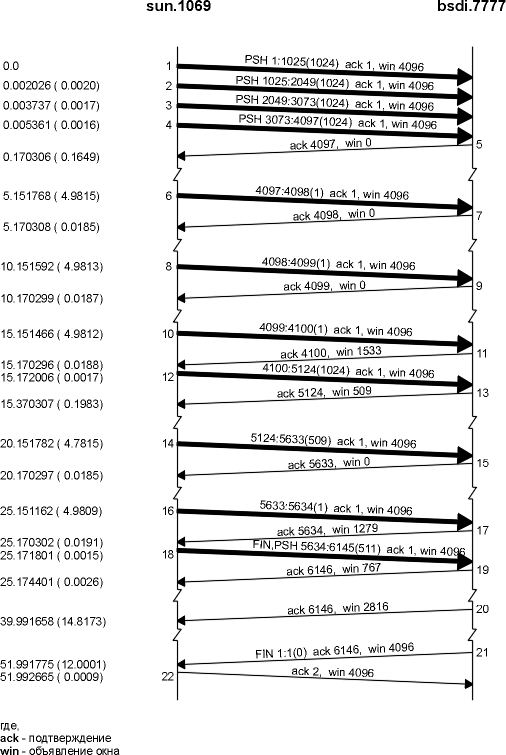 sun.1069 bsdi.7777
0.0 1 PSH 1:1025(1024) ack 1, win 4096
0.002026 ( 0.0020) 2 PSH 1025:2049(1024) ack 1, win 4096
0.003737 ( 0.0017) 3 PSH 2049:3073(1024) ack 1, win 4096
0.005361 ( 0.0016) 4 PSH 3073:4097(1024) ack 1, win 4096
0.170306 ( 0.1649) ack 4097, win 0 5
5.151768 ( 4.9815) 6 4097:4098(1) ack 1, win 4096
5.170308 ( 0.0185) ack 4098, win 0 7
10.151592 ( 4.9813) 8 4098:4099(1) ack 1, win 4096
10.170299 ( 0.0187) ack 4099, win 0 9
15.151466 ( 4.9812) 10 4099:4100(1) ack 1, win 4096
15.170296 ( 0.0188) ack 4100, win 1533 11
15.172006 ( 0.0017) 12 4100:5124(1024) ack 1, win 4096
15.370307 ( 0.1983) ack 5124, win 509 13
20.151782 ( 4.7815) 14 5124:5633(509) ack 1, win 4096
20.170297 ( 0.0185) ack 5633, win 0 15
25.151162 ( 4.9809) 16 5633:5634(1) ack 1, win 4096
25.170302 ( 0.0191) ack 5634, win 1279 17
25.171801 ( 0.0015) 18 FIN,PSH 5634:6145(511) ack 1, win 4096
25.174401 ( 0.0026) ack 6146, win 767 19
39.991658 (14.8173) ack 6146, win 2816 20
51.991775 (12.0001) FIN 1:1(0) ack 6146, win 4096 21
51.992665 ( 0.0009) 22 ack 2, win 4096
где,
ack - подтверждение
win - объявление окна